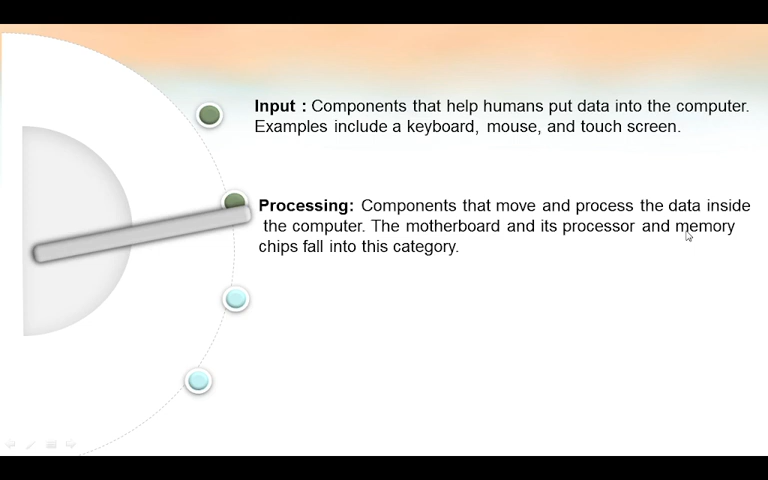 Input : Components that help humans put data into the computer.
Examples include a keyboard, mouse, and touch screen.
Processing: Components that move and process the data inside
the computer. The motherboard and its processor and memory
chips fall into this category.